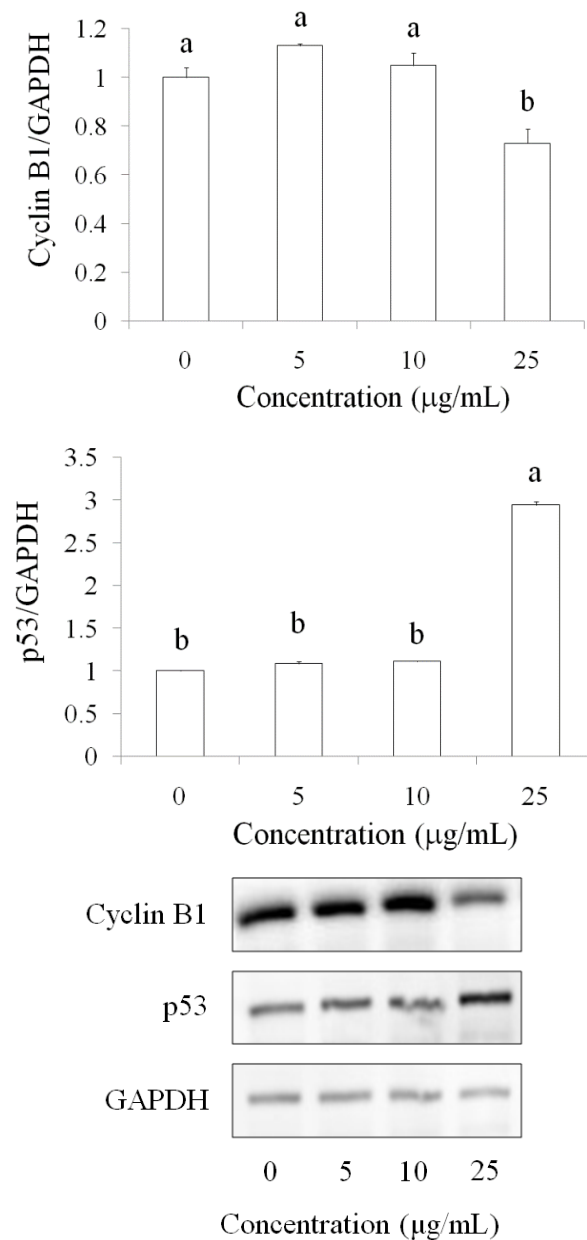 Cyclin B1/GAPDH
1.2
1
0.8
0.6
0.4
0.2
0
a
a
a
b
0 5 10 25
Concentration (µg/mL)
p53/GAPDH
3.5
3
2.5
2
1.5
1
0.5
0
b
b
b
a
0 5 10 25
Concentration (µg/mL)
Cyclin B1
p53
GAPDH
0 5 10 25
Concentration (µg/mL)